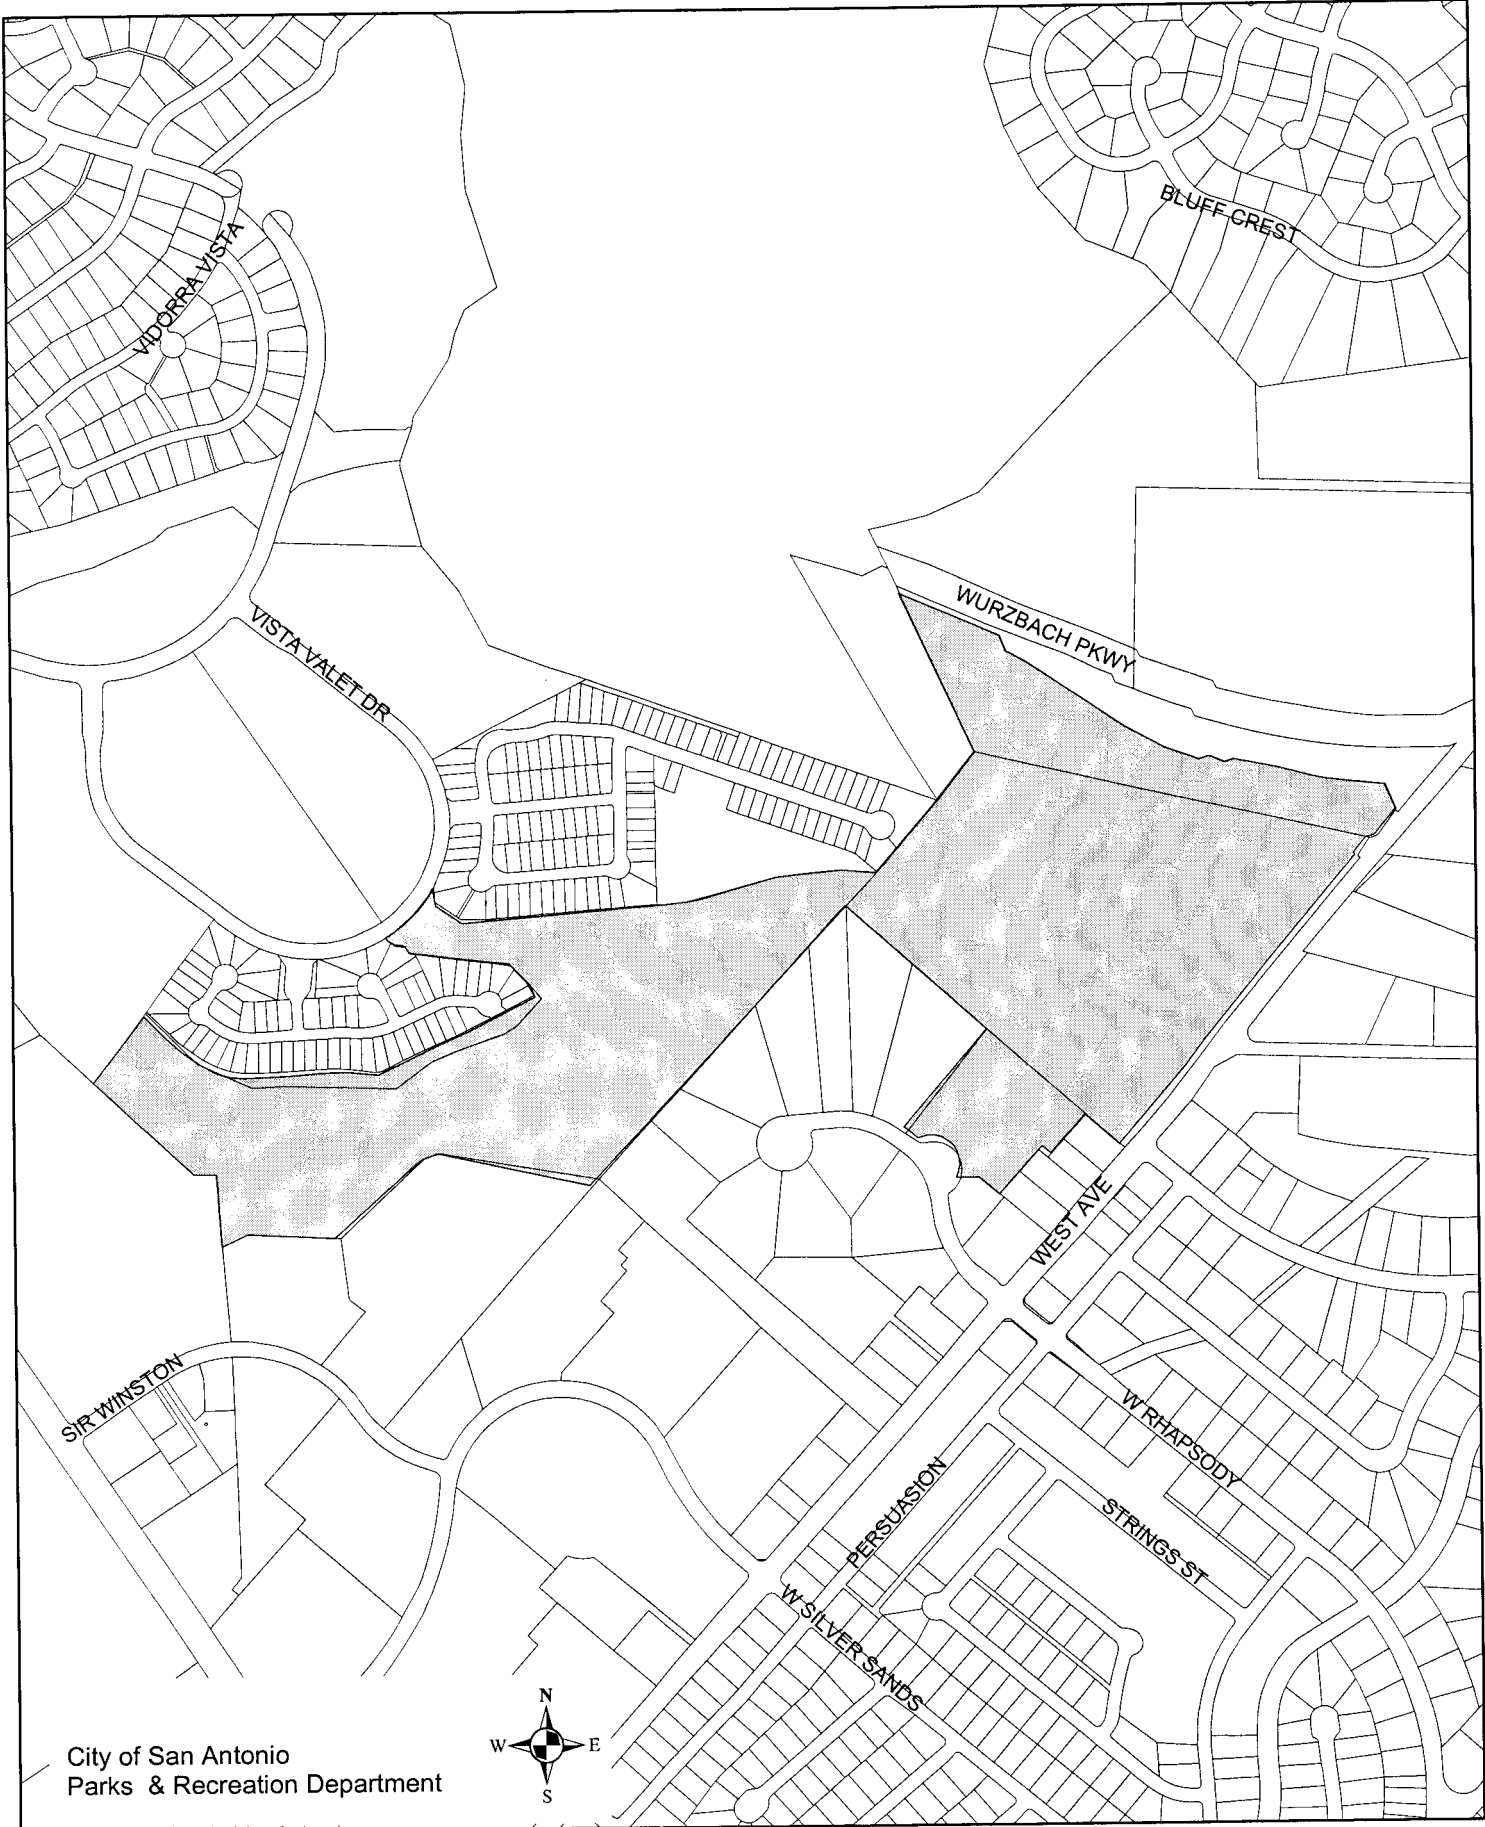 BLUFF CREST
VIDORRA VISTA
WURZBACH PKWY
VISTA VALET DR
WEST AVE
SIR WINSTON
W RHAPSODY
PERSUASION
STRINGS ST
W SILVER SANDS
N
W E
S
City of San Antonio
Parks & Recreation Department